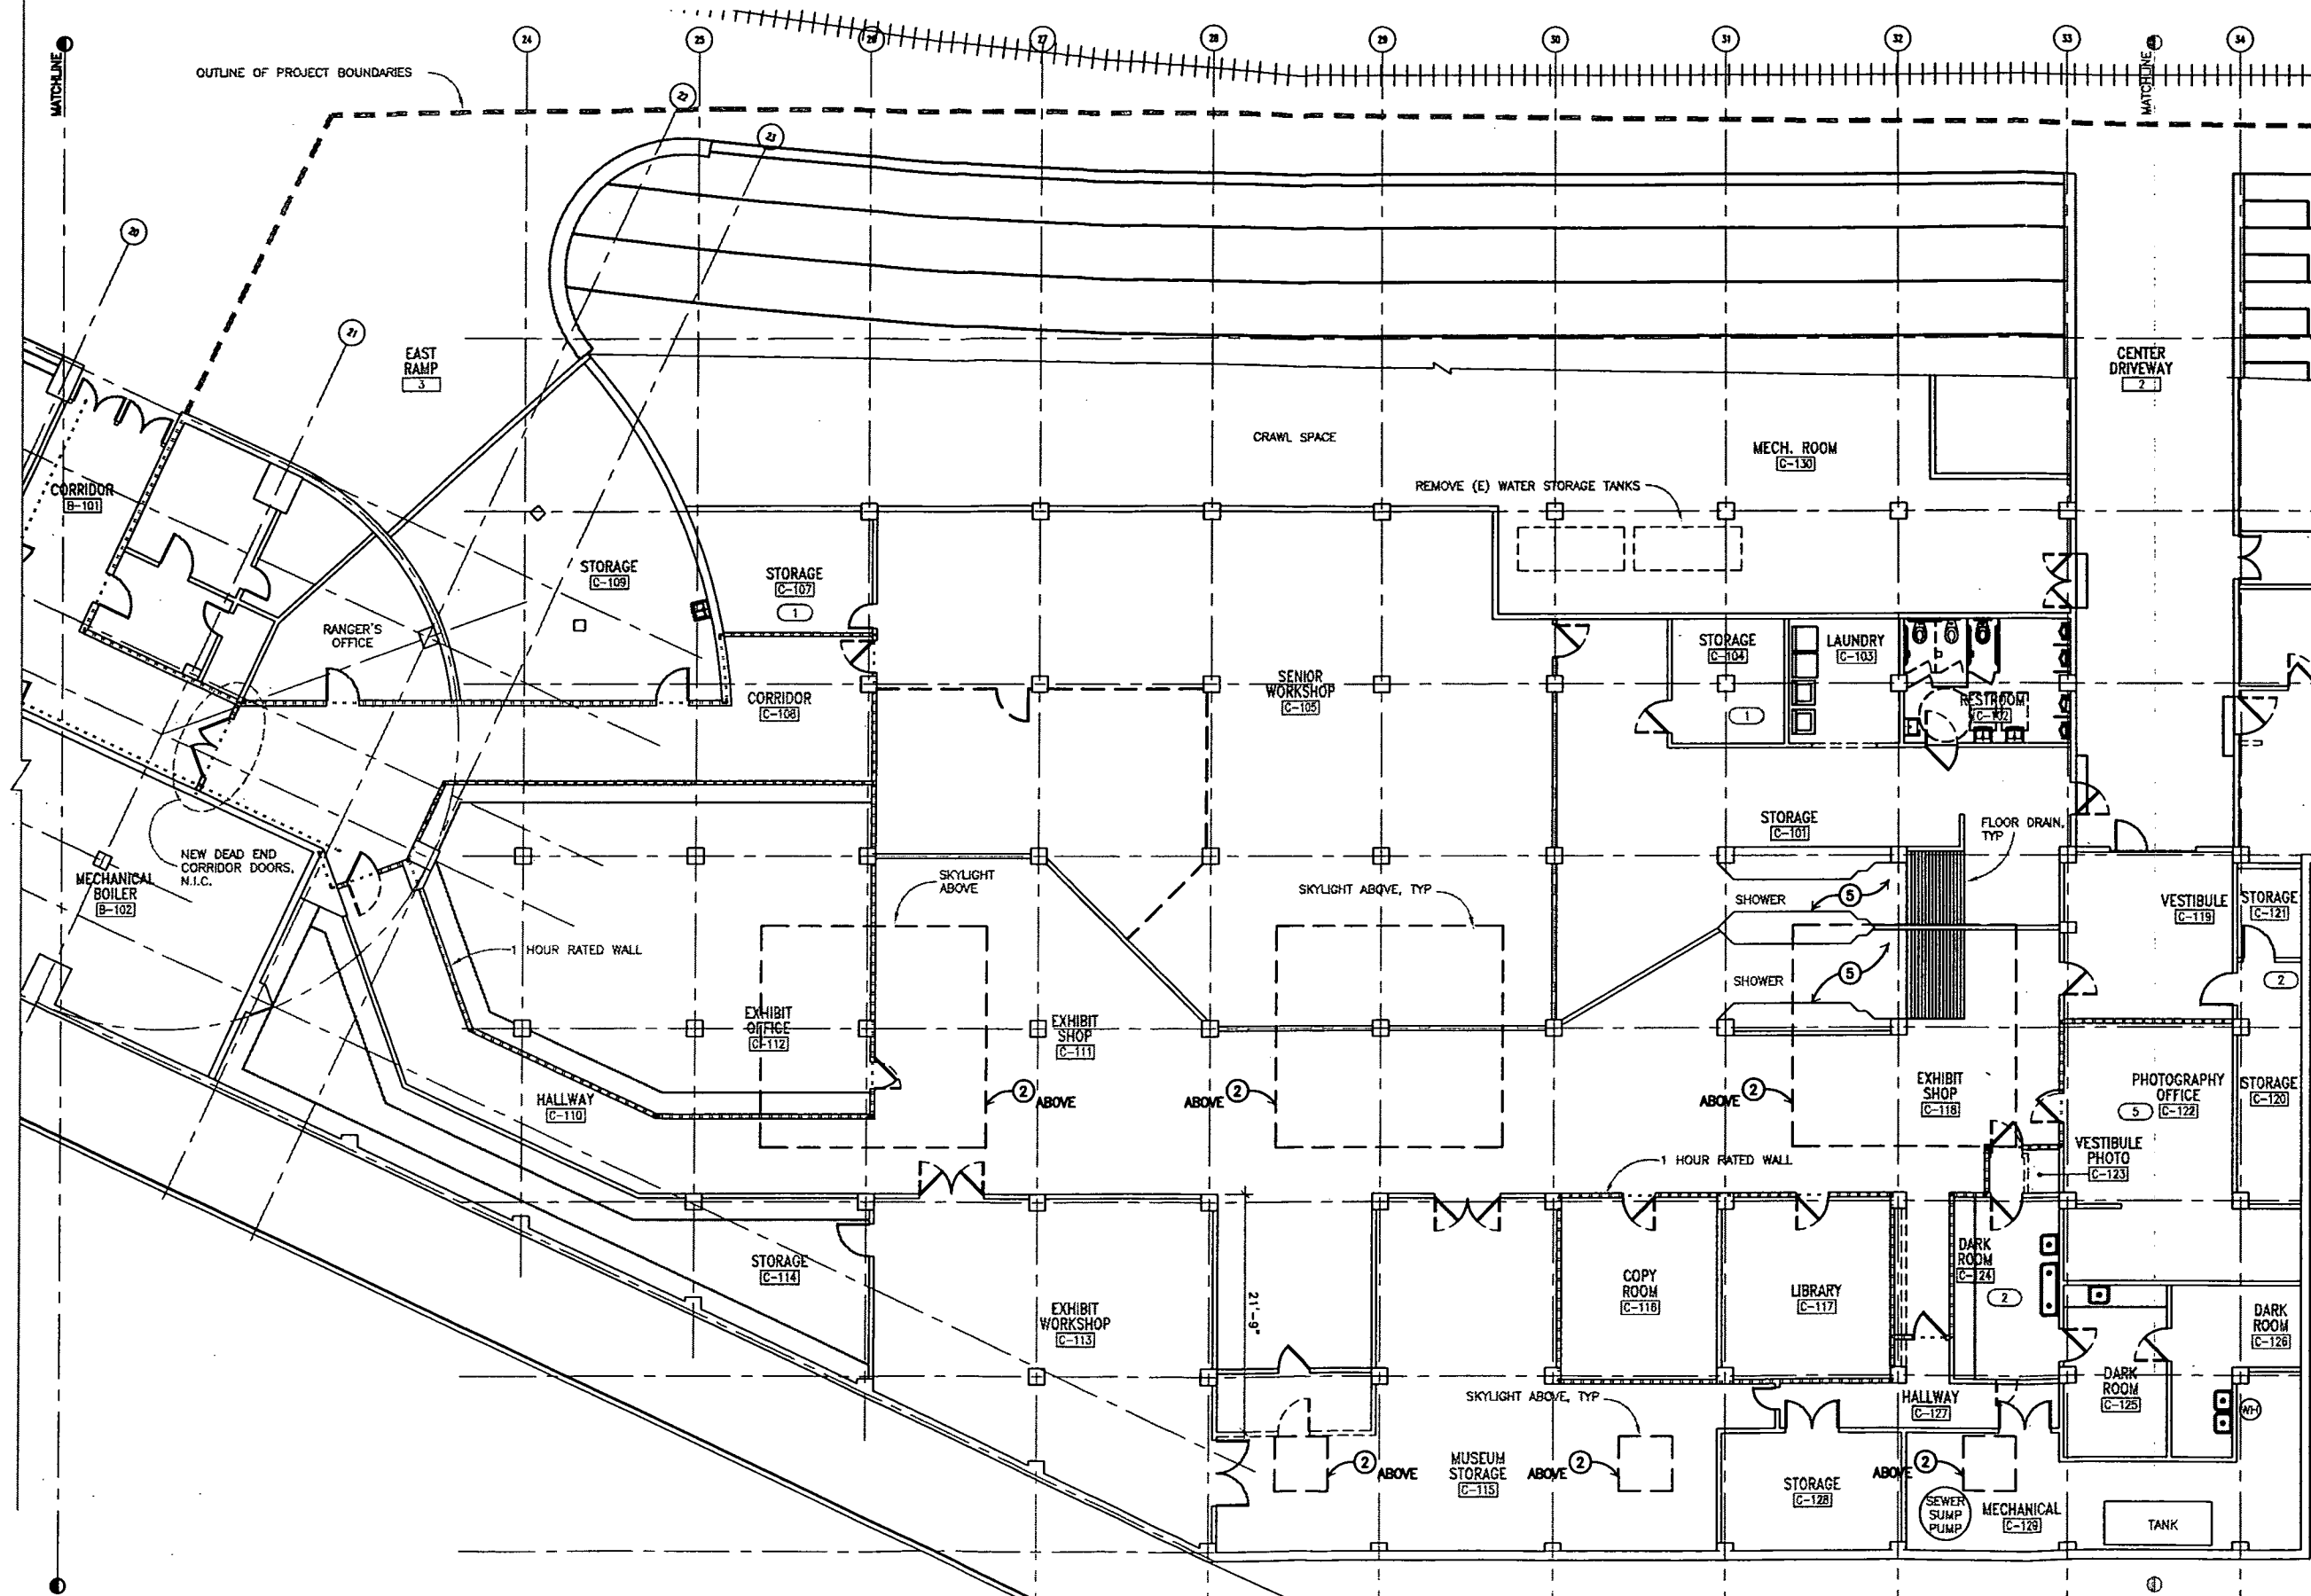 MATCHLINE
24
25
26
27
28
29
30
31
32
33
MATCHLINE
34
OUTLINE OF PROJECT BOUNDARIES
22
23
20
21
EAST
RAMP
3
CENTER
DRIVEWAY
2
CRAWL SPACE
MECH. ROOM
C-130
REMOVE (E) WATER STORAGE TANKS
CORRIDOR
B-101
STORAGE
C-109
STORAGE
C-107
1
RANGER'S
OFFICE
CORRIDOR
C-108
SENIOR
WORKSHOP
C-105
STORAGE
C-104
1
LAUNDRY
C-103
RESTROOM
C-102
STORAGE
C-101
FLOOR DRAIN,
TYP
NEW DEAD END
CORRIDOR DOORS,
N.I.C.
MECHANICAL
BOILER
B-102
SKYLIGHT
ABOVE
SKYLIGHT ABOVE, TYP
SHOWER
5
VESTIBULE
C-119
STORAGE
C-121
2
1 HOUR RATED WALL
SHOWER
5
EXHIBIT
OFFICE
C-112
EXHIBIT
SHOP
C-111
HALLWAY
C-110
2
ABOVE
ABOVE
2
ABOVE
2
EXHIBIT
SHOP
C-118
PHOTOGRAPHY
OFFICE
5
C-122
STORAGE
C-120
VESTIBULE
PHOTO
C-123
1 HOUR RATED WALL
STORAGE
C-114
EXHIBIT
WORKSHOP
C-113
21'-9"
COPY
ROOM
C-116
LIBRARY
C-117
DARK
ROOM
C-124
2
DARK
ROOM
C-126
DARK
ROOM
C-125
WH
SKYLIGHT ABOVE, TYP
HALLWAY
C-127
2
ABOVE
MUSEUM
STORAGE
C-115
ABOVE
2
STORAGE
C-128
ABOVE
2
SEWER
SUMP
PUMP
MECHANICAL
C-129
TANK